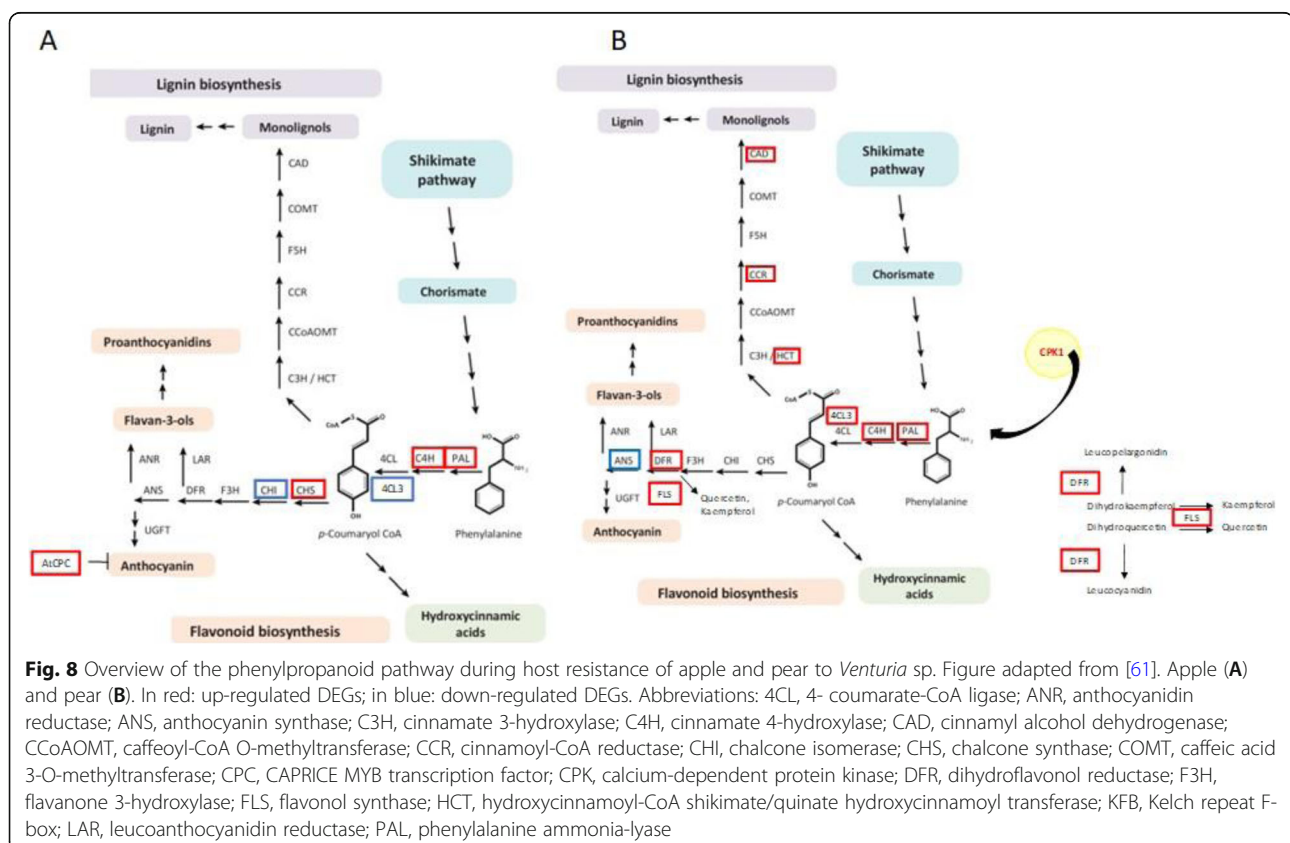 A
Lignin biosynthesis
Lignin
Monolignols
CAD
COMT
F5H
CCR
CCoAOMT
C3H / HCT
Shikimate
pathway
Chorismate
Proanthocyanidins
Flavan-3-ols
ANR
LAR
ANS
DFR
F3H
CHI
CHS
4CL
C4H
PAL
4CL3
UGFT
AtCPC
Anthocyanin
CoA
S
O
OH
p-Coumaryol CoA
HO
O
NH2
Phenylalanine
Flavonoid biosynthesis
Hydroxycinnamic
acids
B
Lignin biosynthesis
Lignin
Monolignols
CAD
COMT
F5H
CCR
CCoAOMT
C3H / HCT
Shikimate
pathway
Chorismate
CPK1
Proanthocyanidins
Flavan-3-ols
ANR
LAR
ANS
DFR
F3H
CHI
CHS
4CL3
4CL
C4H
PAL
UGFT
FLS
Quercetin,
Kaempferol
Anthocyanin
CoA
S
O
OH
p-Coumaryol CoA
HO
O
NH2
Phenylalanine
Flavonoid biosynthesis
Hydroxycinnamic
acids
Leucopelargonidin
DFR
Dihydrokaempferol
Kaempferol
FLS
Dihydroquercetin
Quercetin
DFR
Leucocyanidin
Fig. 8 Overview of the phenylpropanoid pathway during host resistance of apple and pear to Venturia sp. Figure adapted from [61]. Apple (A)
and pear (B). In red: up-regulated DEGs; in blue: down-regulated DEGs. Abbreviations: 4CL, 4- coumarate-CoA ligase; ANR, anthocyanidin
reductase; ANS, anthocyanin synthase; C3H, cinnamate 3-hydroxylase; C4H, cinnamate 4-hydroxylase; CAD, cinnamyl alcohol dehydrogenase;
CCoAOMT, caffeoyl-CoA O-methyltransferase; CCR, cinnamoyl-CoA reductase; CHI, chalcone isomerase; CHS, chalcone synthase; COMT, caffeic acid
3-O-methyltransferase; CPC, CAPRICE MYB transcription factor; CPK, calcium-dependent protein kinase; DFR, dihydroflavonol reductase; F3H,
flavanone 3-hydroxylase; FLS, flavonol synthase; HCT, hydroxycinnamoyl-CoA shikimate/quinate hydroxycinnamoyl transferase; KFB, Kelch repeat F-
box; LAR, leucoanthocyanidin reductase; PAL, phenylalanine ammonia-lyase